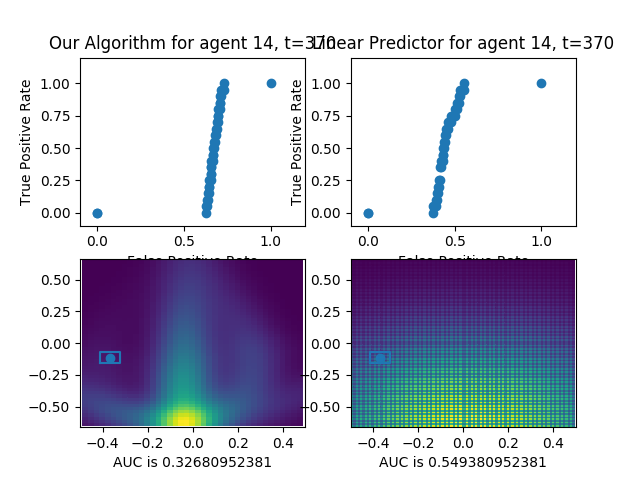 Our Algorithm for agent 14, t=370
Linear Predictor for agent 14, t=370
True Positive Rate
1.00
0.75
0.50
0.25
0.00
0.0 0.5 1.0
False Positive Rate
True Positive Rate
1.00
0.75
0.50
0.25
0.00
0.0 0.5 1.0
False Positive Rate
0.50
0.25
0.00
−0.25
−0.50
−0.4 −0.2 0.0 0.2 0.4
AUC is 0.32680952381
0.50
0.25
0.00
−0.25
−0.50
−0.4 −0.2 0.0 0.2 0.4
AUC is 0.549380952381